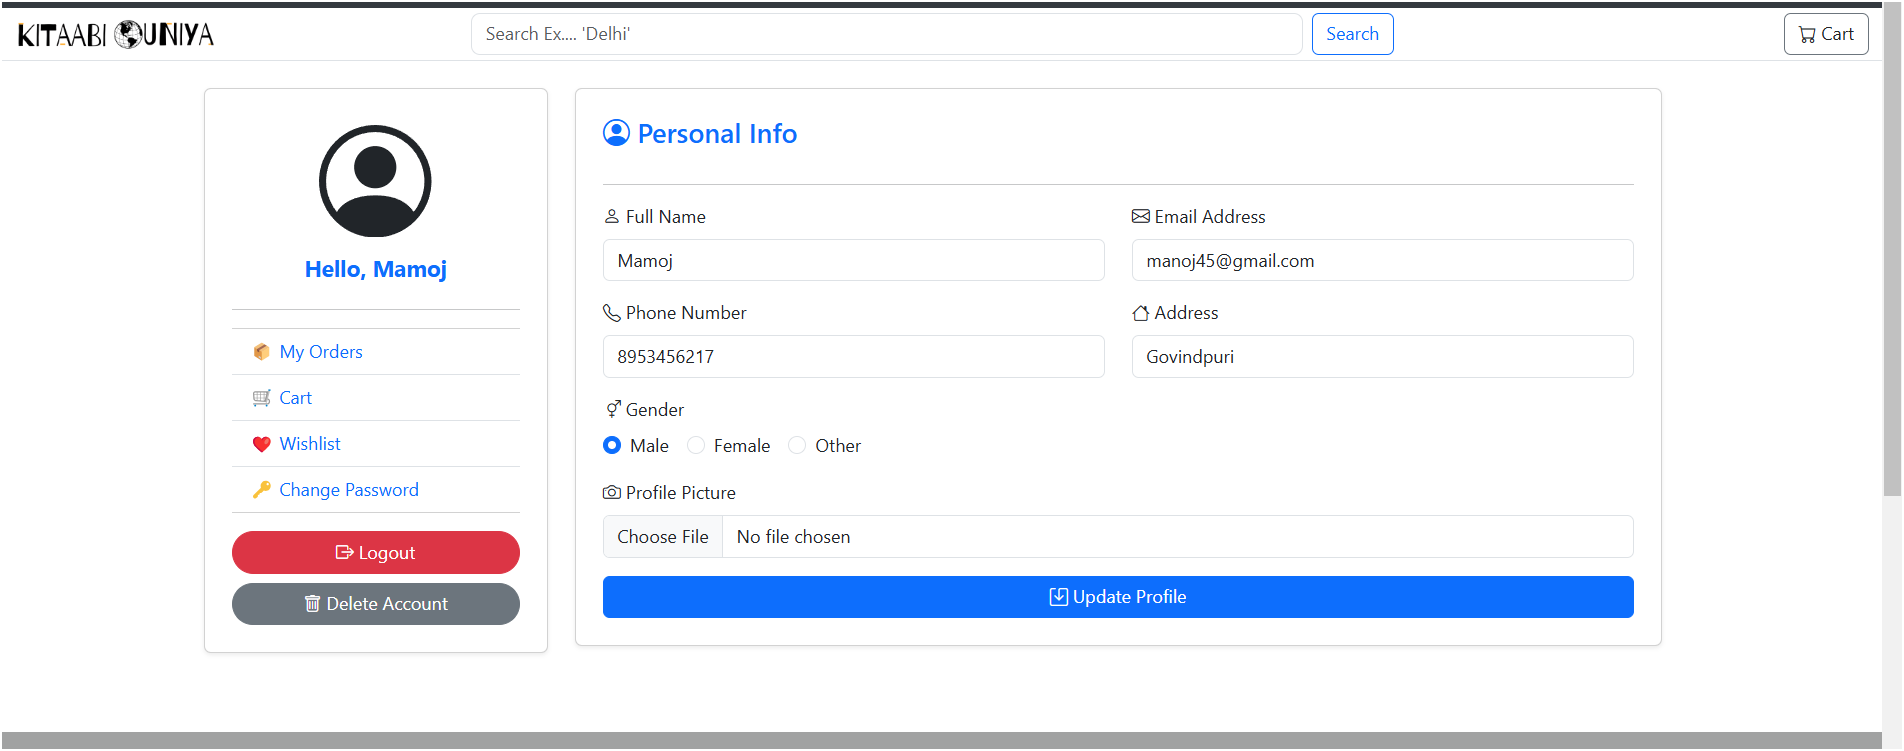 KITAABI DUNIYA
Search Ex.... 'Delhi'
Search
Cart
Hello, Mamoj
My Orders
Cart
Wishlist
Change Password
Logout
Delete Account
Personal Info
Full Name
Email Address
Mamoj
manoj45@gmail.com
Phone Number
Address
8953456217
Govindpuri
Gender
Male
Female
Other
Profile Picture
Choose File
No file chosen
Update Profile